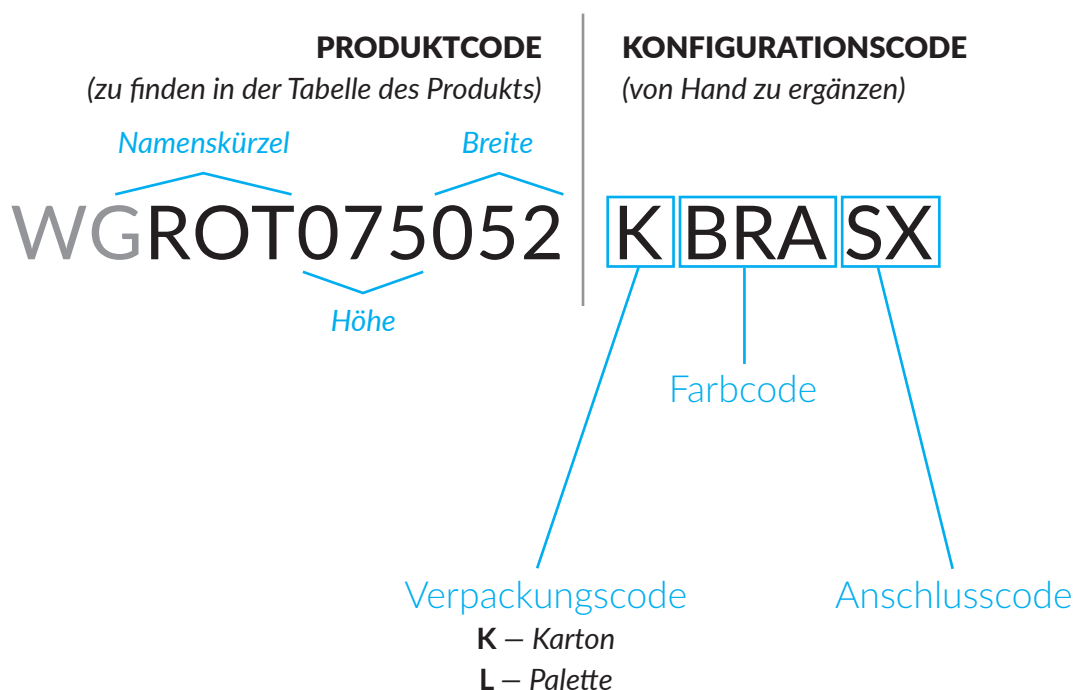 PRODUKTCODE
(zu finden in der Tabelle des Produkts)
KONFIGURATIONSCODE
(von Hand zu ergänzen)
Namenskürzel
Breite
WGROT075052 K BRA SX
Höhe
Farbcode
Verpackungscode
K — Karton
L — Palette
Anschlusscode